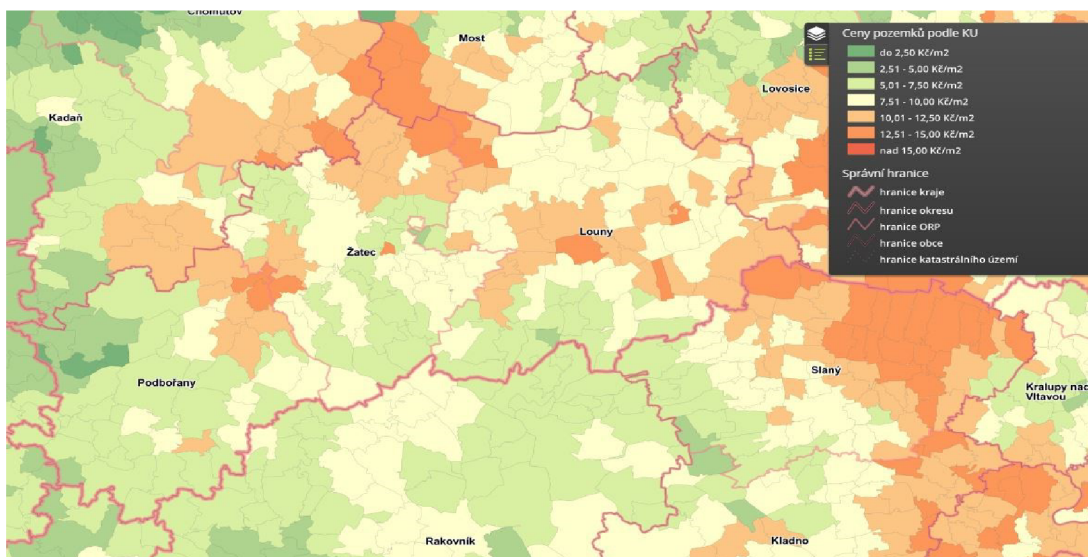 Chomutov
Most
Kadaň
Lovosice
Louny
Žatec
Slaný
Podbořany
Kralupy nad
Vltavou
Rakovník
Kladno
Ceny pozemků podle KU
do 2,50 Kč/m2
2,51 - 5,00 Kč/m2
5,01 - 7,50 Kč/m2
7,51 - 10,00 Kč/m2
10,01 - 12,50 Kč/m2
12,51 - 15,00 Kč/m2
nad 15,00 Kč/m2
Správní hranice
hranice kraje
hranice okresu
hranice ORP
hranice obce
hranice katastrálního území